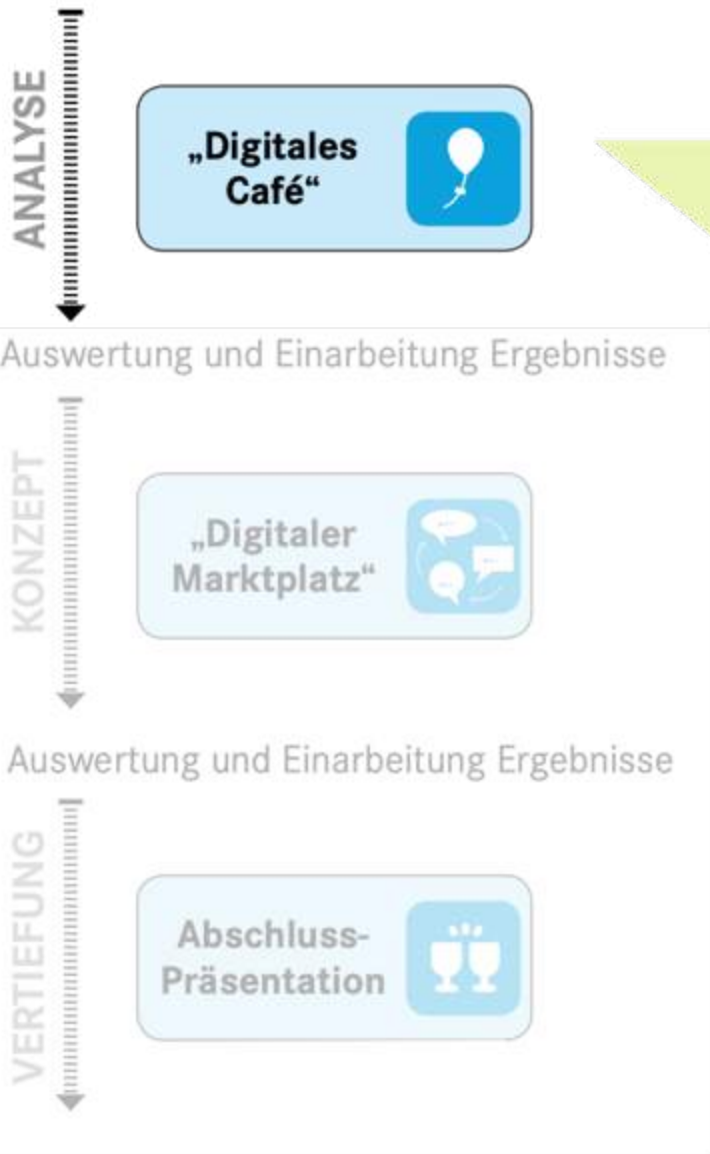 ANALYSE
„Digitales
Café“
Auswertung und Einarbeitung Ergebnisse
KONZEPT
„Digitaler
Marktplatz“
Auswertung und Einarbeitung Ergebnisse
VERTIEFUNG
Abschluss-
Präsentation